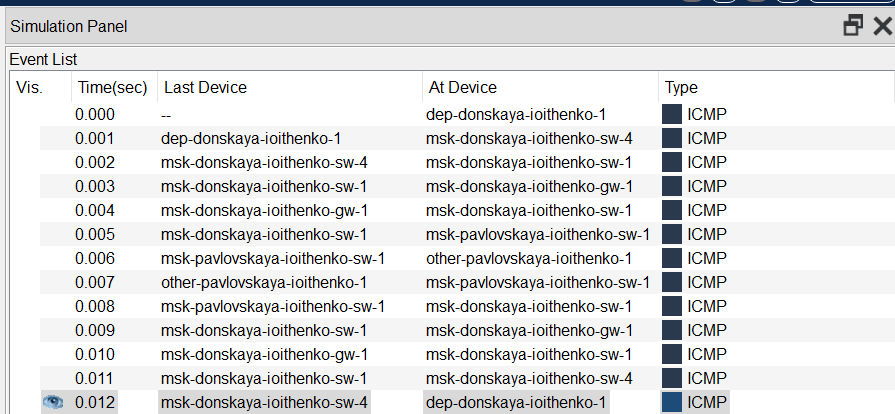 Simulation Panel
Event List
Vis. Time(sec) Last Device At Device Type
0.000 -- dep-donskaya-ioithenko-1 ICMP
0.001 dep-donskaya-ioithenko-1 msk-donskaya-ioithenko-sw-4 ICMP
0.002 msk-donskaya-ioithenko-sw-4 msk-donskaya-ioithenko-sw-1 ICMP
0.003 msk-donskaya-ioithenko-sw-1 msk-donskaya-ioithenko-gw-1 ICMP
0.004 msk-donskaya-ioithenko-gw-1 msk-donskaya-ioithenko-sw-1 ICMP
0.005 msk-donskaya-ioithenko-sw-1 msk-pavlovskaya-ioithenko-sw-1 ICMP
0.006 msk-pavlovskaya-ioithenko-sw-1 other-pavlovskaya-ioithenko-1 ICMP
0.007 other-pavlovskaya-ioithenko-1 msk-pavlovskaya-ioithenko-sw-1 ICMP
0.008 msk-pavlovskaya-ioithenko-sw-1 msk-donskaya-ioithenko-sw-1 ICMP
0.009 msk-donskaya-ioithenko-sw-1 msk-donskaya-ioithenko-gw-1 ICMP
0.010 msk-donskaya-ioithenko-gw-1 msk-donskaya-ioithenko-sw-1 ICMP
0.011 msk-donskaya-ioithenko-sw-1 msk-donskaya-ioithenko-sw-4 ICMP
0.012 msk-donskaya-ioithenko-sw-4 dep-donskaya-ioithenko-1 ICMP